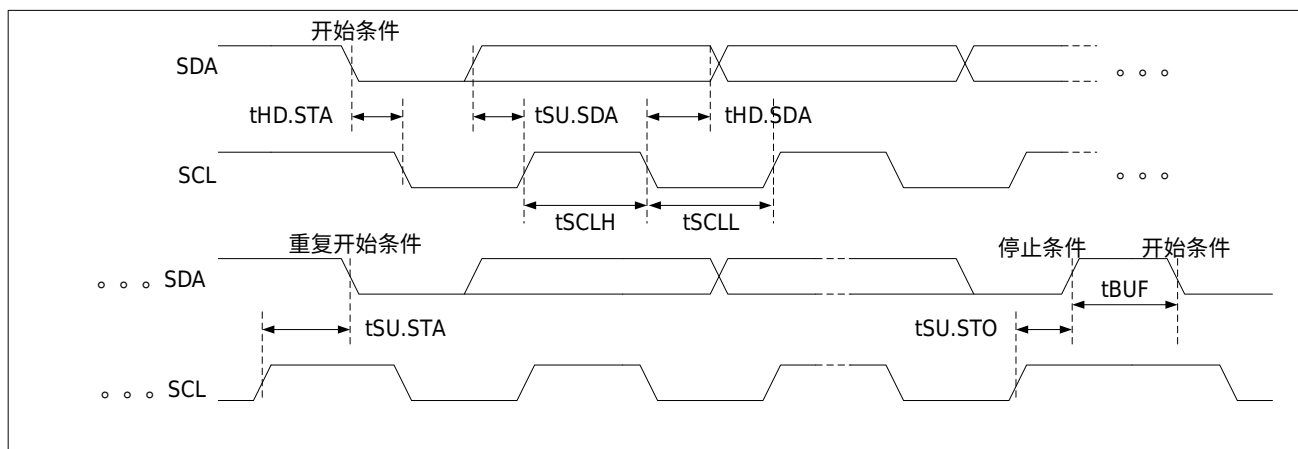 开始条件
SDA
tHD.STA
tSU.SDA
tHD.SDA
SCL
tSCLH
tSCLL
重复开始条件
停止条件
开始条件
SDA
tBUF
tSU.STA
tSU.STO
SCL